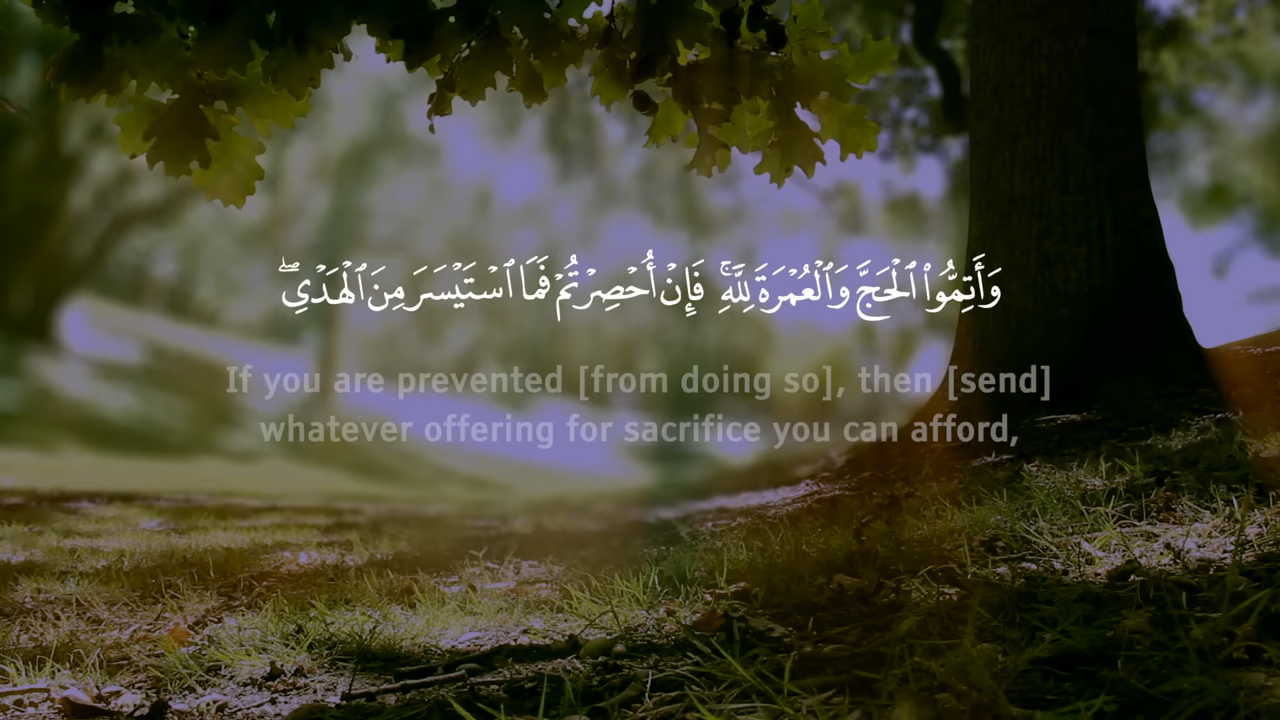 وَأَتِمُّوا۟ ٱلْحَجَّ وَٱلْعُمْرَةَ لِلَّهِ ۚ فَإِنْ أُحْصِرْتُمْ فَمَا ٱسْتَيْسَرَ مِنَ ٱلْهَدْىِ ۖ
If you are prevented [from doing so], then [send]
whatever offering for sacrifice you can afford,